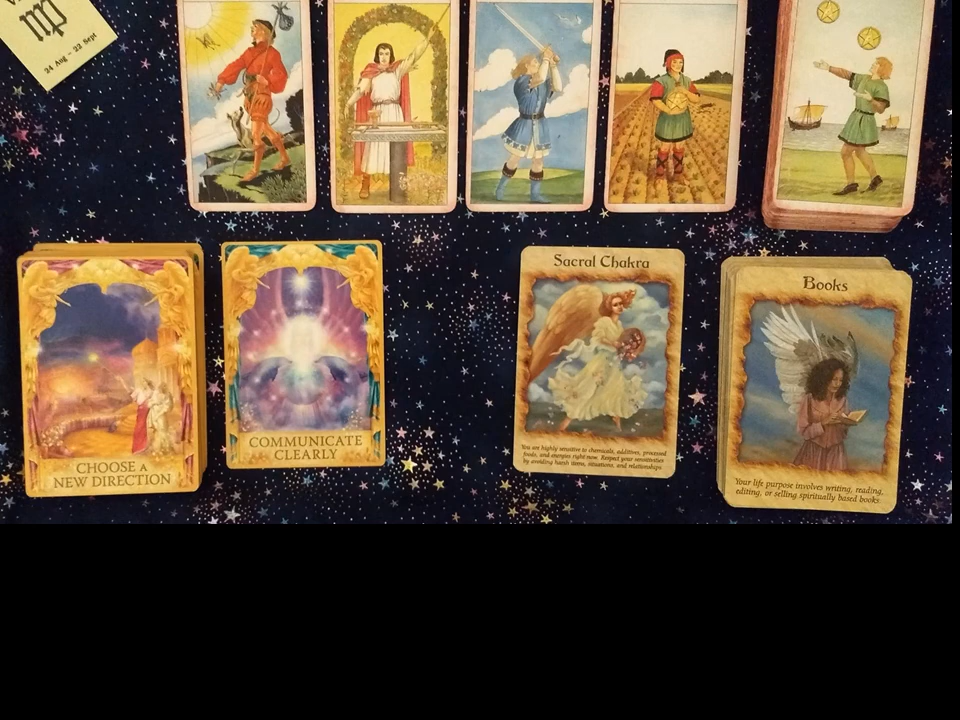 24 Aug - 22 Sept
CHOOSE A
NEW DIRECTION
COMMUNICATE
CLEARLY
Sacral Chakra
You are highly sensitive to chemicals, additives, processed
foods, and energies right now. Respect your sensitivities
by avoiding harsh items, situations, and relationships.
Books
Your life purpose involves writing, reading,
editing, or selling spiritually based books.